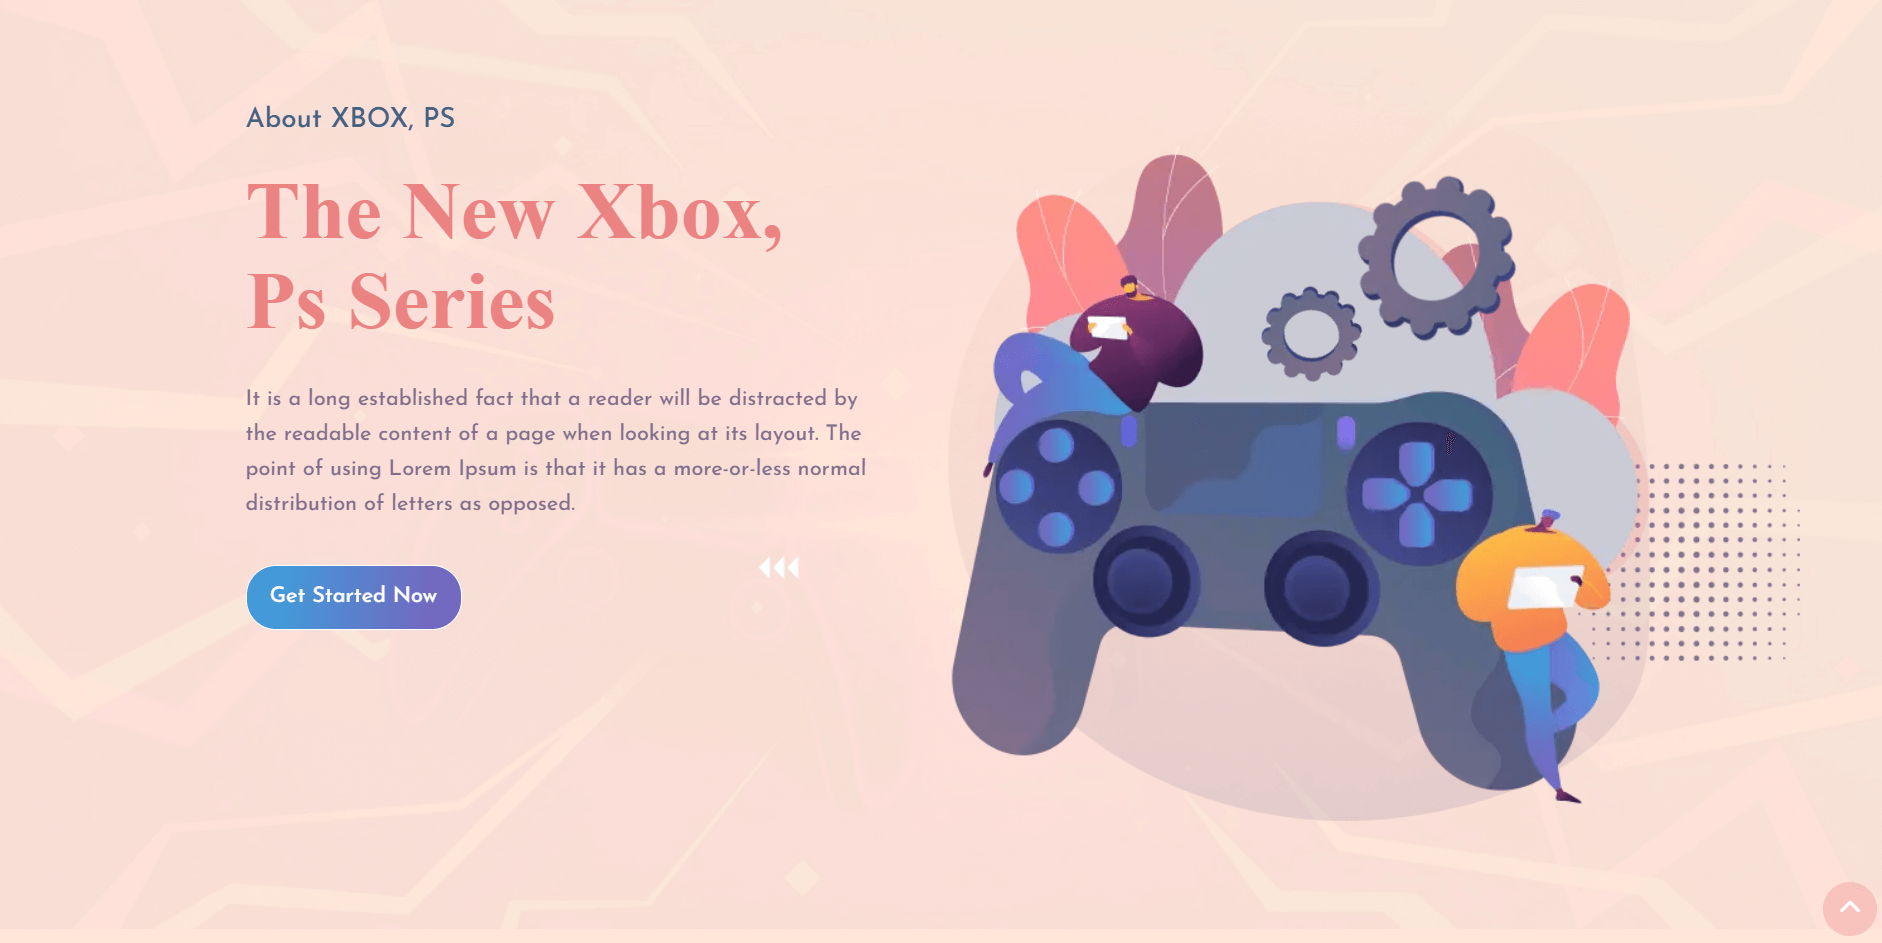 About XBOX, PS
The New Xbox,
Ps Series
It is a long established fact that a reader will be distracted by
the readable content of a page when looking at its layout. The
point of using Lorem Ipsum is that it has a more-or-less normal
distribution of letters as opposed.
Get Started Now